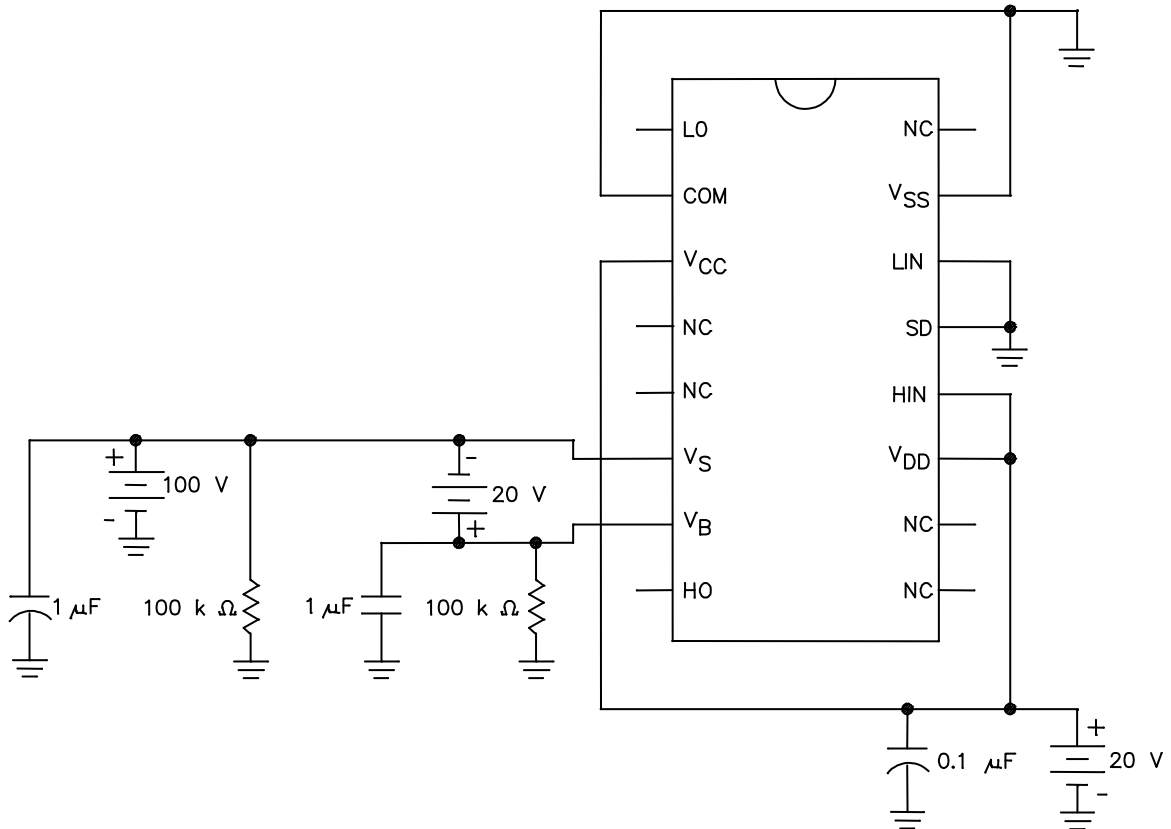 LO NC
COM VSS
VCC LIN
NC SD
NC HIN
+ 100 V - VS VDD
- 20 V + VB NC
1 μF 100 k Ω 1 μF 100 k Ω HO NC
0.1 μF + 20 V -